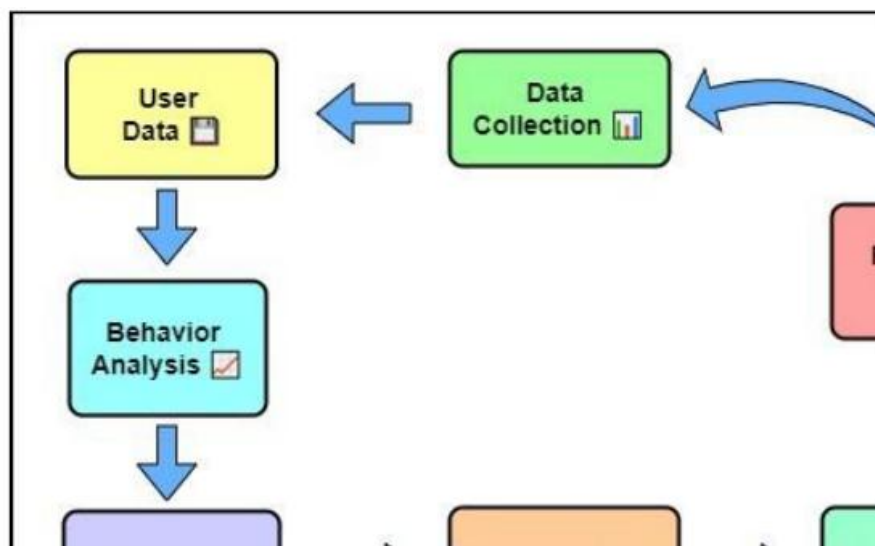 User
Data 💾
Data
Collection 📊
Behavior
Analysis 📈